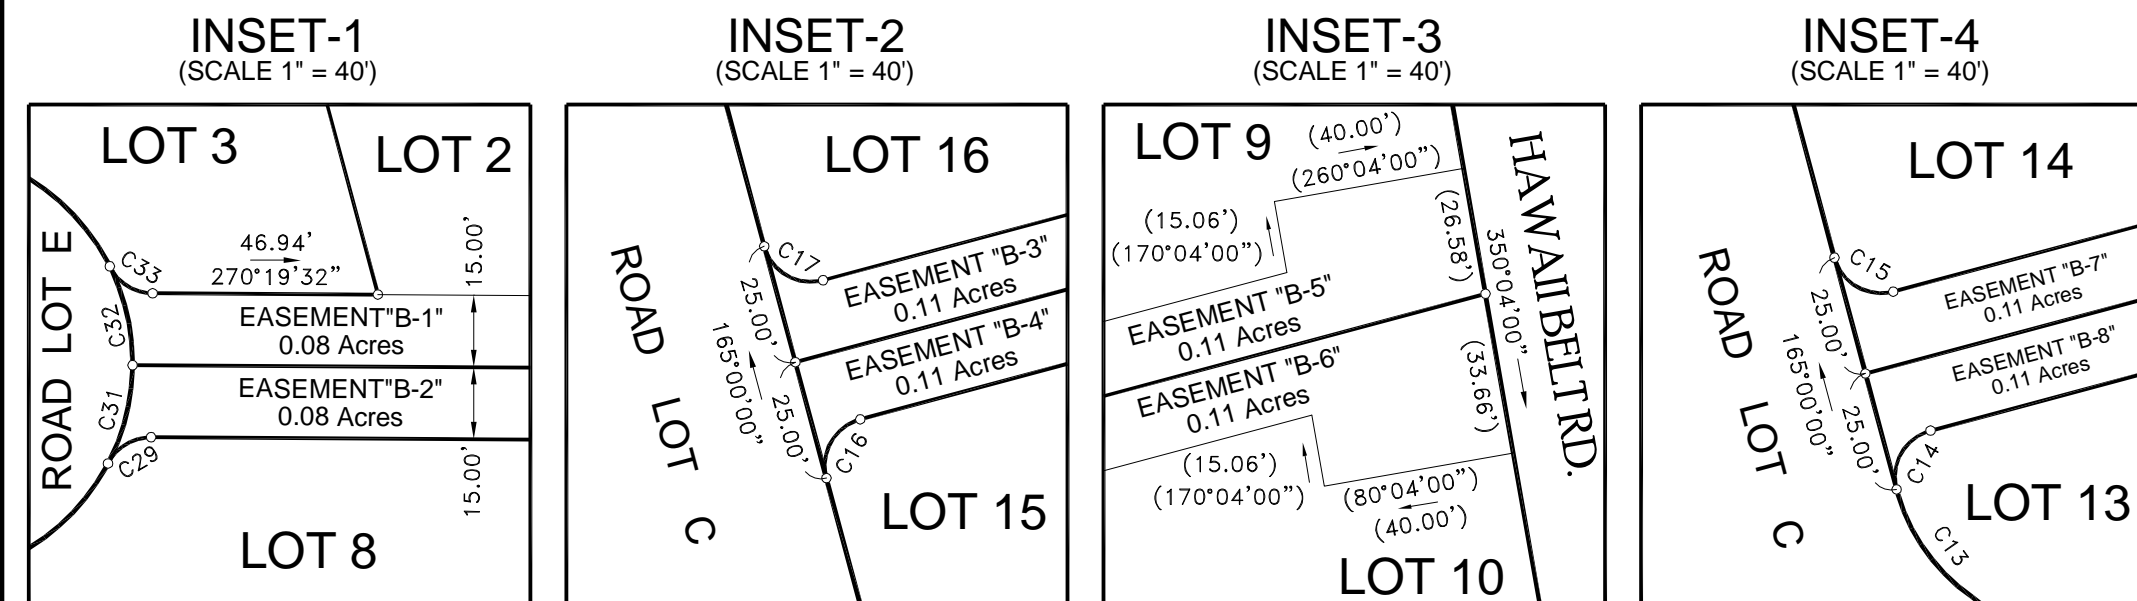 INSET-1
(SCALE 1" = 40')
LOT 3
LOT 2
ROAD LOT E
C33
46.94'
270°19'32"
15.00'
C32
EASEMENT"B-1"
0.08 Acres
EASEMENT"B-2"
0.08 Acres
C31
C29
15.00'
LOT 8
INSET-2
(SCALE 1" = 40')
LOT 16
ROAD LOT C
C17
EASEMENT "B-3"
0.11 Acres
25.00'
EASEMENT "B-4"
0.11 Acres
165°00'00"
25.00'
C16
LOT 15
INSET-3
(SCALE 1" = 40')
LOT 9
(40.00')
(260°04'00")
HAWAII BELT RD.
(15.06')
(170°04'00")
(26.58')
350°04'00"
EASEMENT "B-5"
0.11 Acres
EASEMENT "B-6"
0.11 Acres
(33.66')
(15.06')
(170°04'00")
(80°04'00")
(40.00')
LOT 10
INSET-4
(SCALE 1" = 40')
LOT 14
ROAD LOT C
C15
EASEMENT "B-7"
0.11 Acres
25.00'
EASEMENT "B-8"
0.11 Acres
165°00'00"
25.00'
C14
LOT 13
C13